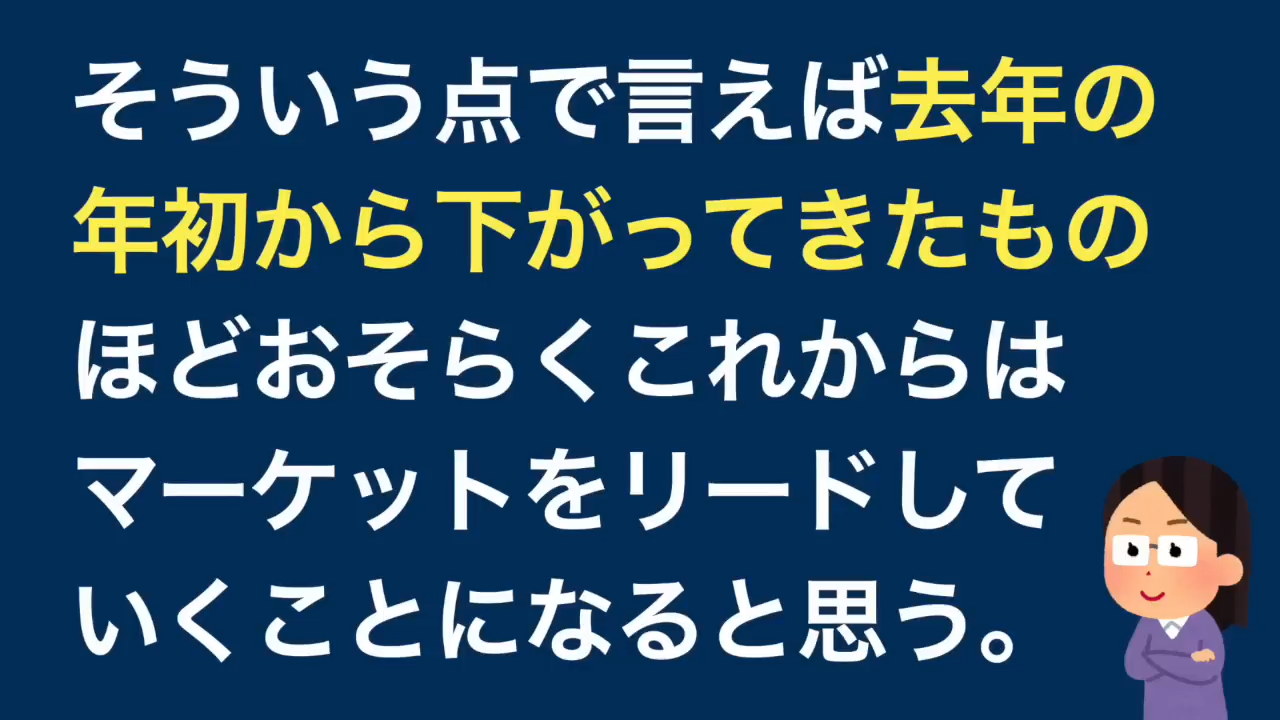 そういう点で言えば去年の
年初から下がってきたもの
ほどおそらくこれからは
マーケットをリードして
いくことになると思う。